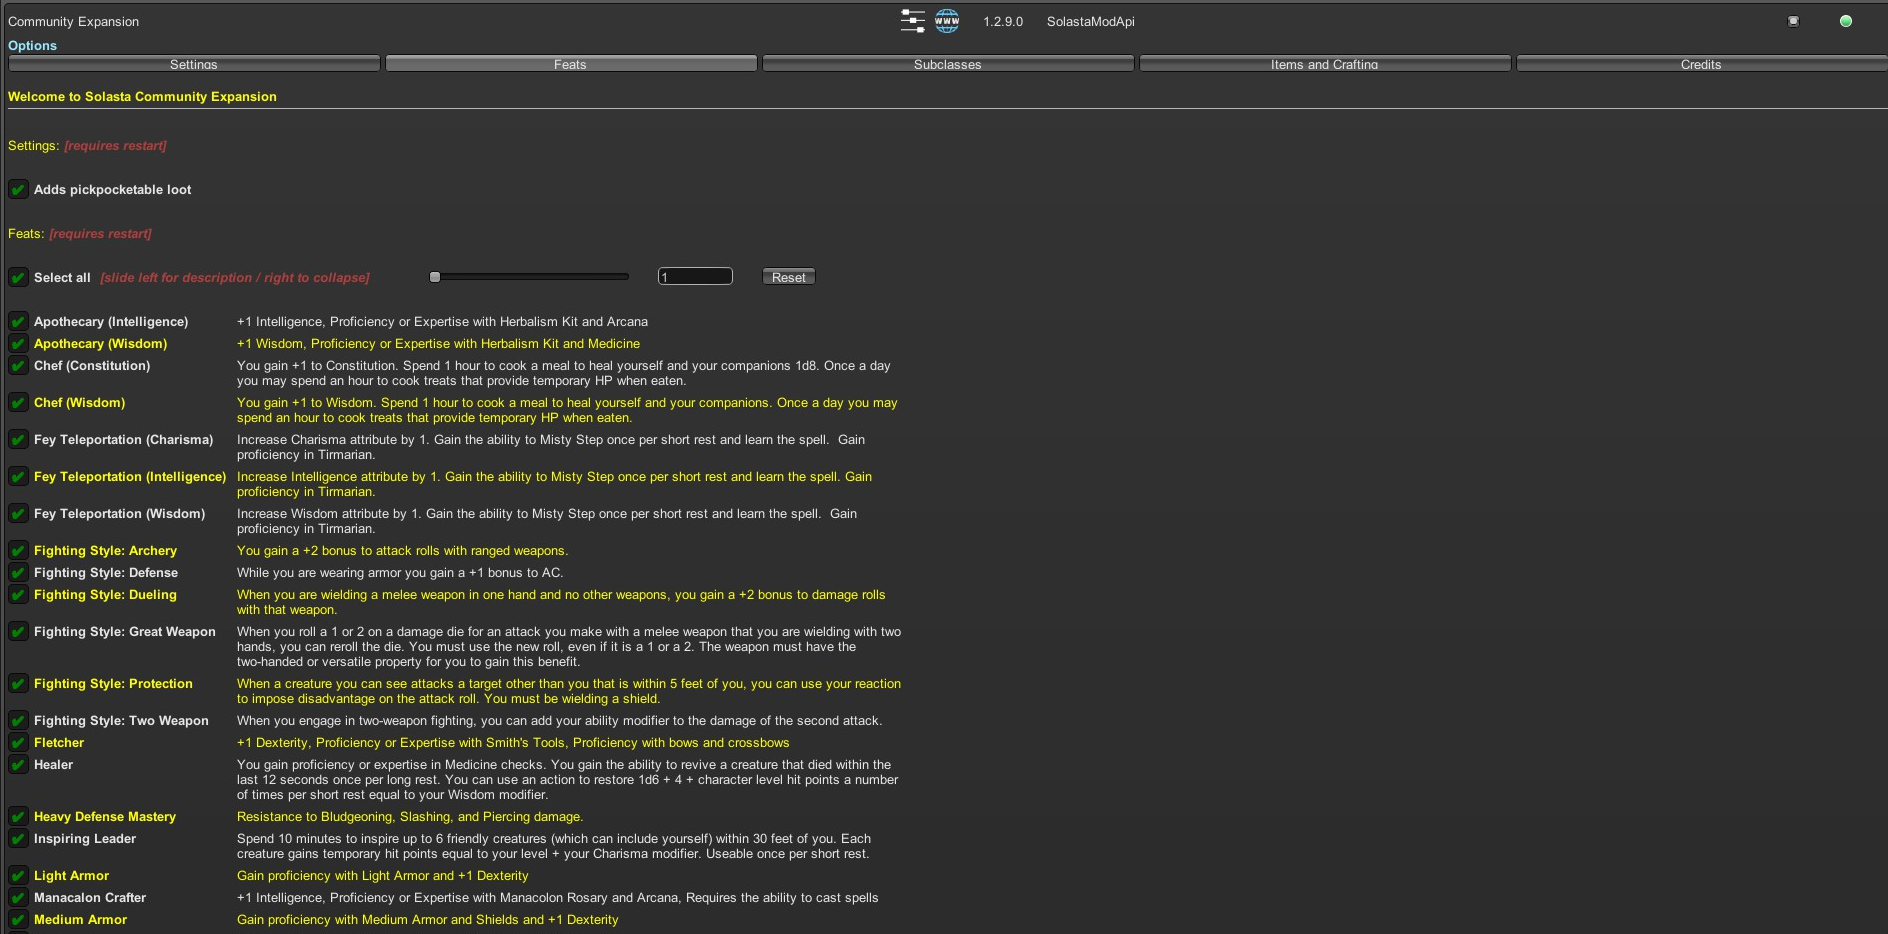 Community Expansion
www
1.2.9.0
SolastaModApi
Options
Settings
Feats
Subclasses
Items and Crafting
Credits
Welcome to Solasta Community Expansion
Settings: [requires restart]
Adds pickpocketable loot
Feats: [requires restart]
Select all [slide left for description / right to collapse]
1
Reset
Apothecary (Intelligence)
+1 Intelligence, Proficiency or Expertise with Herbalism Kit and Arcana
Apothecary (Wisdom)
+1 Wisdom, Proficiency or Expertise with Herbalism Kit and Medicine
Chef (Constitution)
You gain +1 to Constitution. Spend 1 hour to cook a meal to heal yourself and your companions 1d8. Once a day
you may spend an hour to cook treats that provide temporary HP when eaten.
Chef (Wisdom)
You gain +1 to Wisdom. Spend 1 hour to cook a meal to heal yourself and your companions. Once a day you may
spend an hour to cook treats that provide temporary HP when eaten.
Fey Teleportation (Charisma)
Increase Charisma attribute by 1. Gain the ability to Misty Step once per short rest and learn the spell.  Gain
proficiency in Tirmarian.
Fey Teleportation (Intelligence)
Increase Intelligence attribute by 1. Gain the ability to Misty Step once per short rest and learn the spell. Gain
proficiency in Tirmarian.
Fey Teleportation (Wisdom)
Increase Wisdom attribute by 1. Gain the ability to Misty Step once per short rest and learn the spell.  Gain
proficiency in Tirmarian.
Fighting Style: Archery
You gain a +2 bonus to attack rolls with ranged weapons.
Fighting Style: Defense
While you are wearing armor you gain a +1 bonus to AC.
Fighting Style: Dueling
When you are wielding a melee weapon in one hand and no other weapons, you gain a +2 bonus to damage rolls
with that weapon.
Fighting Style: Great Weapon
When you roll a 1 or 2 on a damage die for an attack you make with a melee weapon that you are wielding with two
hands, you can reroll the die. You must use the new roll, even if it is a 1 or a 2. The weapon must have the
two-handed or versatile property for you to gain this benefit.
Fighting Style: Protection
When a creature you can see attacks a target other than you that is within 5 feet of you, you can use your reaction
to impose disadvantage on the attack roll. You must be wielding a shield.
Fighting Style: Two Weapon
When you engage in two-weapon fighting, you can add your ability modifier to the damage of the second attack.
Fletcher
+1 Dexterity, Proficiency or Expertise with Smith's Tools, Proficiency with bows and crossbows
Healer
You gain proficiency or expertise in Medicine checks. You gain the ability to revive a creature that died within the
last 12 seconds once per long rest. You can use an action to restore 1d6 + 4 + character level hit points a number
of times per short rest equal to your Wisdom modifier.
Heavy Defense Mastery
Resistance to Bludgeoning, Slashing, and Piercing damage.
Inspiring Leader
Spend 10 minutes to inspire up to 6 friendly creatures (which can include yourself) within 30 feet of you. Each
creature gains temporary hit points equal to your level + your Charisma modifier. Useable once per short rest.
Light Armor
Gain proficiency with Light Armor and +1 Dexterity
Manacalon Crafter
+1 Intelligence, Proficiency or Expertise with Manacolon Rosary and Arcana, Requires the ability to cast spells
Medium Armor
Gain proficiency with Medium Armor and Shields and +1 Dexterity